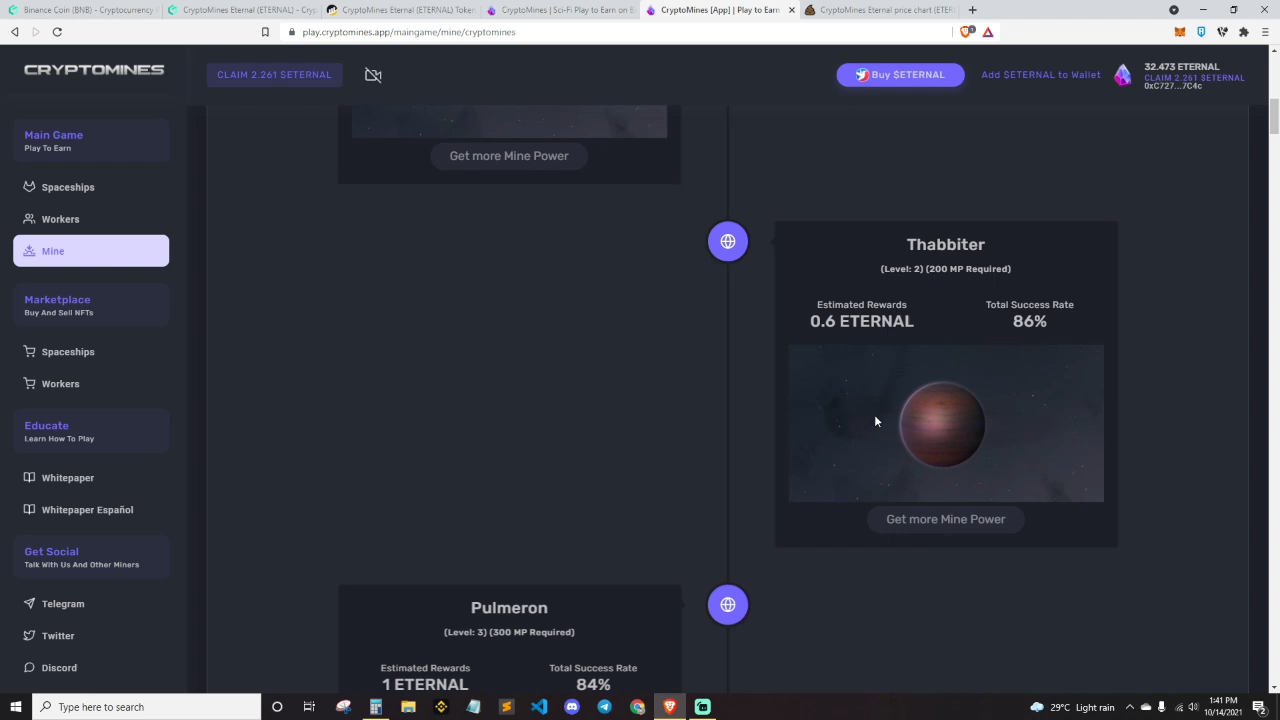 Binance Coin (BNB) - Cryptocurrency
CryptoMines Eternal (ETERNAL) - Cryp
CryptoMines Eternal (ETERNAL) Token
CryptoMines | Sci-Fi Play to Earn on B
CryptoMines [App] | Play to Earn
CryptoMines Eternal price chart (ETER
play.cryptomines.app/maingame/mine/cryptomines
CRYPTOMINES
CLAIM 2.261 $ETERNAL
Buy $ETERNAL
Add $ETERNAL to Wallet
32.473 ETERNAL
CLAIM 2.261 $ETERNAL
0xC727...7C4c
Main Game
Play To Earn
Spaceships
Workers
Mine
Marketplace
Buy And Sell NFTs
Spaceships
Workers
Educate
Learn How To Play
Whitepaper
Whitepaper Español
Get Social
Talk With Us And Other Miners
Telegram
Twitter
Discord
Get more Mine Power
Thabbiter
(Level: 2) (200 MP Required)
Estimated Rewards
0.6 ETERNAL
Total Success Rate
86%
Get more Mine Power
Pulmeron
(Level: 3) (300 MP Required)
Estimated Rewards
1 ETERNAL
Total Success Rate
84%
Type here to search
29°C Light rain
1:41 PM
10/14/2021